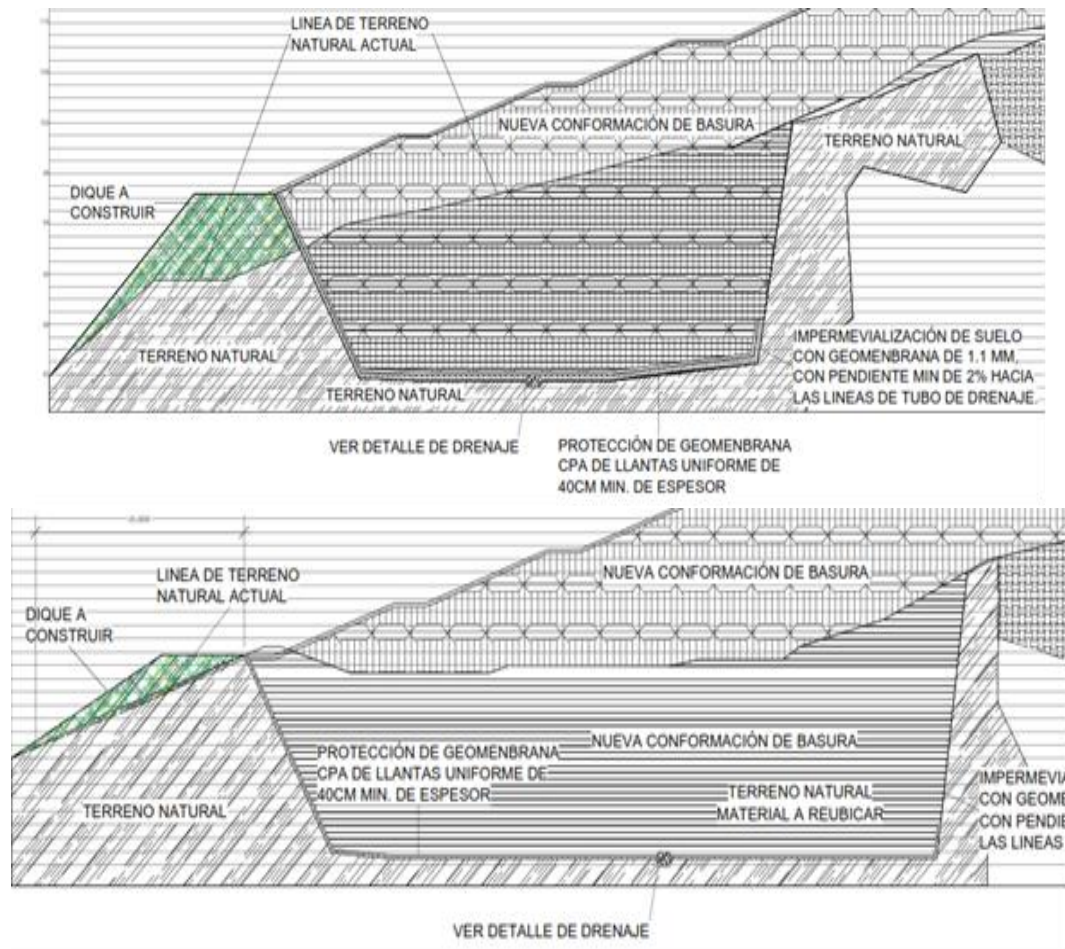 LINEA DE TERRENO
NATURAL ACTUAL
NUEVA CONFORMACIÓN DE BASURA
TERRENO NATURAL
DIQUE A
CONSTRUIR
TERRENO NATURAL
TERRENO NATURAL
IMPERMEVIALIZACIÓN DE SUELO
CON GEOMENBRANA DE 1.1 MM,
CON PENDIENTE MIN DE 2% HACIA
LAS LINEAS DE TUBO DE DRENAJE.
VER DETALLE DE DRENAJE
PROTECCIÓN DE GEOMENBRANA
CPA DE LLANTAS UNIFORME DE
40CM MIN. DE ESPESOR
LINEA DE TERRENO
NATURAL ACTUAL
NUEVA CONFORMACIÓN DE BASURA
DIQUE A
CONSTRUIR
PROTECCIÓN DE GEOMENBRANA
CPA DE LLANTAS UNIFORME DE
40CM MIN. DE ESPESOR
NUEVA CONFORMACIÓN DE BASURA
TERRENO NATURAL
MATERIAL A REUBICAR
TERRENO NATURAL
IMPERMEVIA
CON GEOME
CON PENDIE
LAS LINEAS
VER DETALLE DE DRENAJE